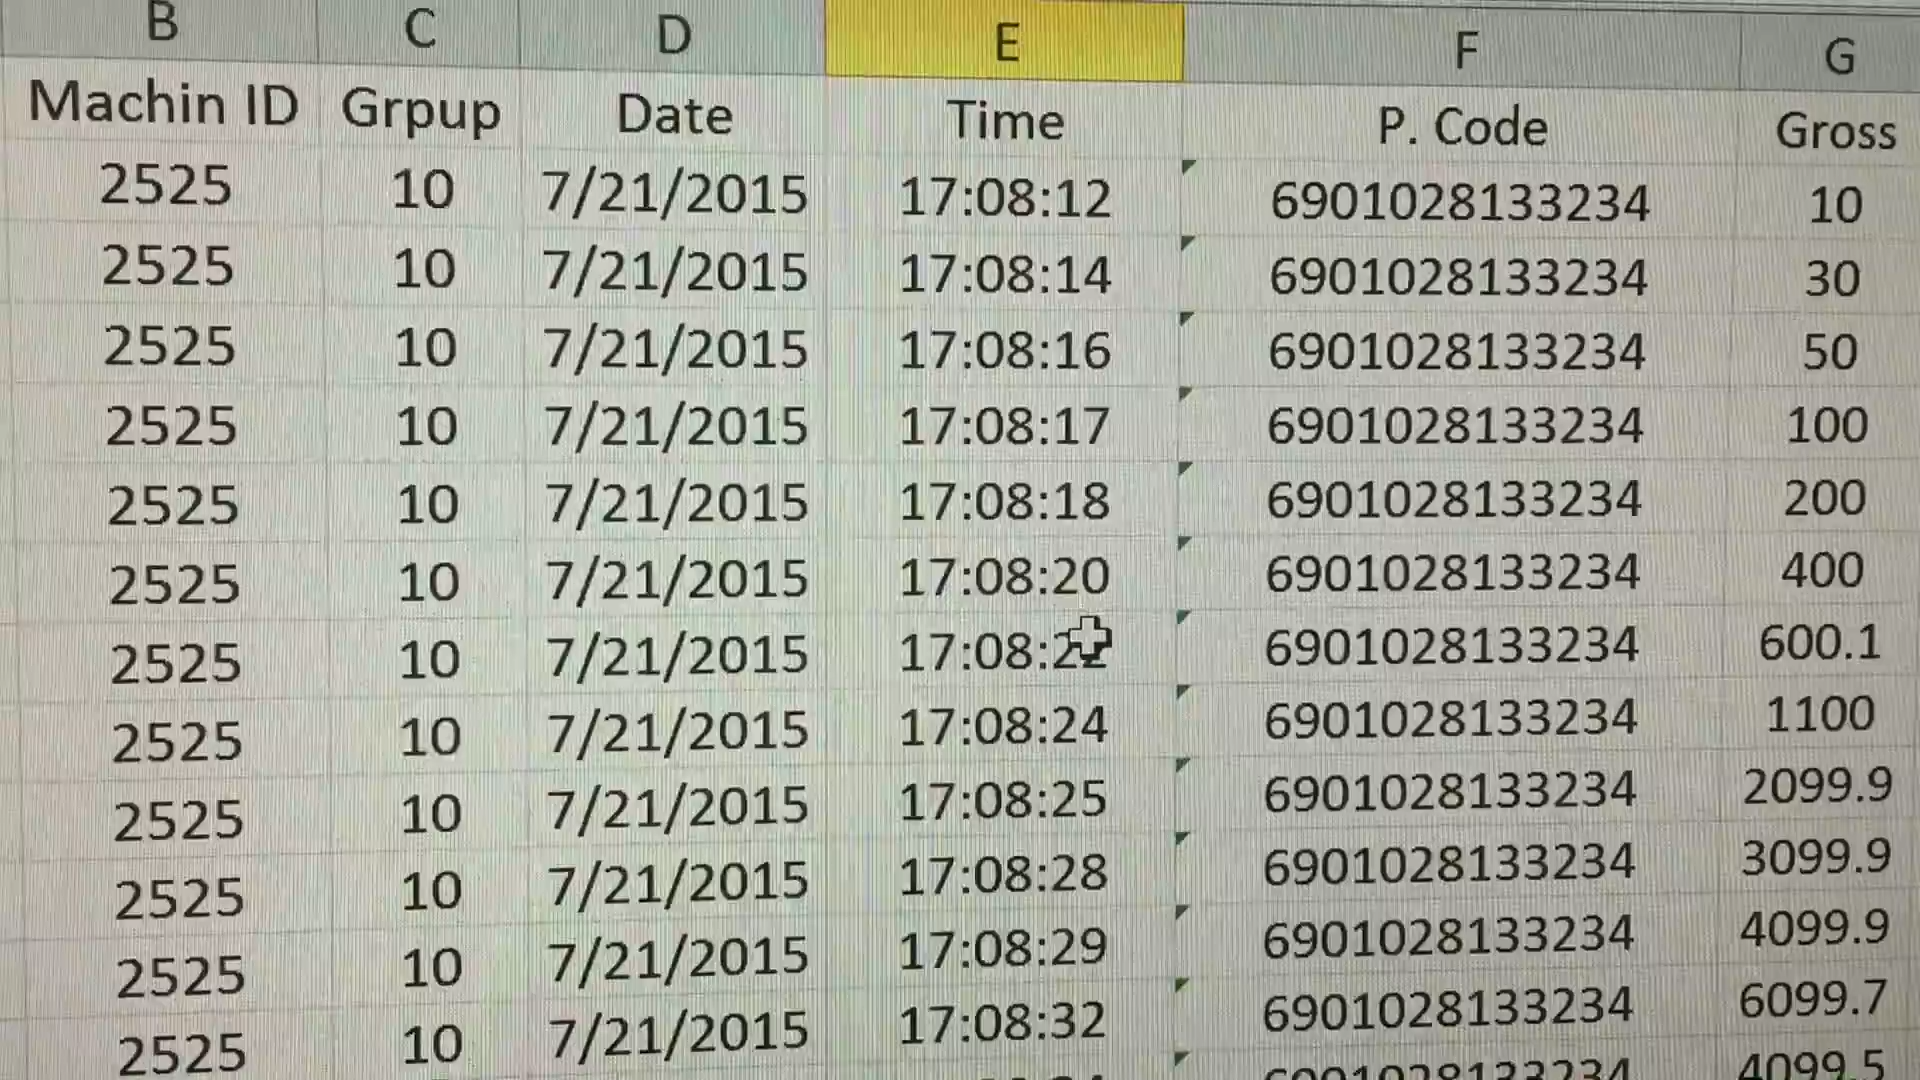 B C D E F G
Machin ID Grpup Date Time P. Code Gross
2525 10 7/21/2015 17:08:12 6901028133234 10
2525 10 7/21/2015 17:08:14 6901028133234 30
2525 10 7/21/2015 17:08:16 6901028133234 50
2525 10 7/21/2015 17:08:17 6901028133234 100
2525 10 7/21/2015 17:08:18 6901028133234 200
2525 10 7/21/2015 17:08:20 6901028133234 400
2525 10 7/21/2015 17:08:22 6901028133234 600.1
2525 10 7/21/2015 17:08:24 6901028133234 1100
2525 10 7/21/2015 17:08:25 6901028133234 2099.9
2525 10 7/21/2015 17:08:28 6901028133234 3099.9
2525 10 7/21/2015 17:08:29 6901028133234 4099.9
2525 10 7/21/2015 17:08:32 6901028133234 6099.7
6901028133234 4099.5